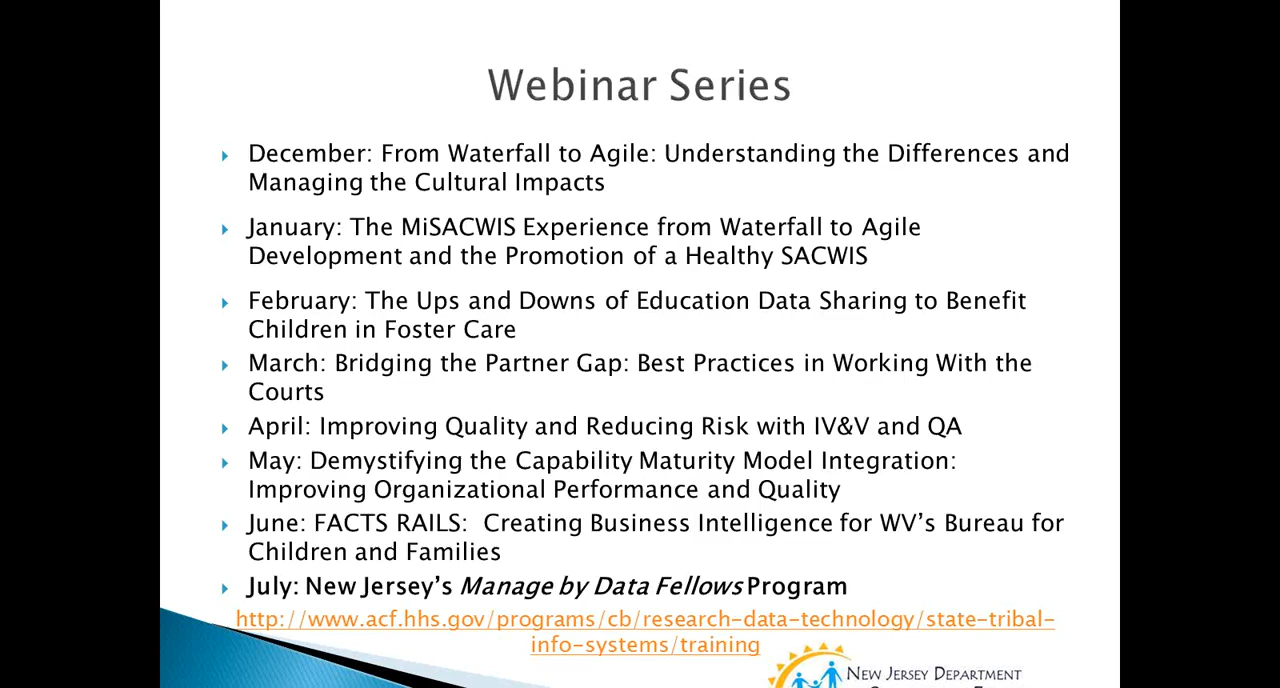 Webinar Series
December: From Waterfall to Agile: Understanding the Differences and
Managing the Cultural Impacts
January: The MiSACWIS Experience from Waterfall to Agile
Development and the Promotion of a Healthy SACWIS
February: The Ups and Downs of Education Data Sharing to Benefit
Children in Foster Care
March: Bridging the Partner Gap: Best Practices in Working With the
Courts
April: Improving Quality and Reducing Risk with IV&V and QA
May: Demystifying the Capability Maturity Model Integration:
Improving Organizational Performance and Quality
June: FACTS RAILS:  Creating Business Intelligence for WV’s Bureau for
Children and Families
July: New Jersey’s Manage by Data Fellows Program
http://www.acf.hhs.gov/programs/cb/research-data-technology/state-tribal-
info-systems/training
NEW JERSEY DEPARTMENT